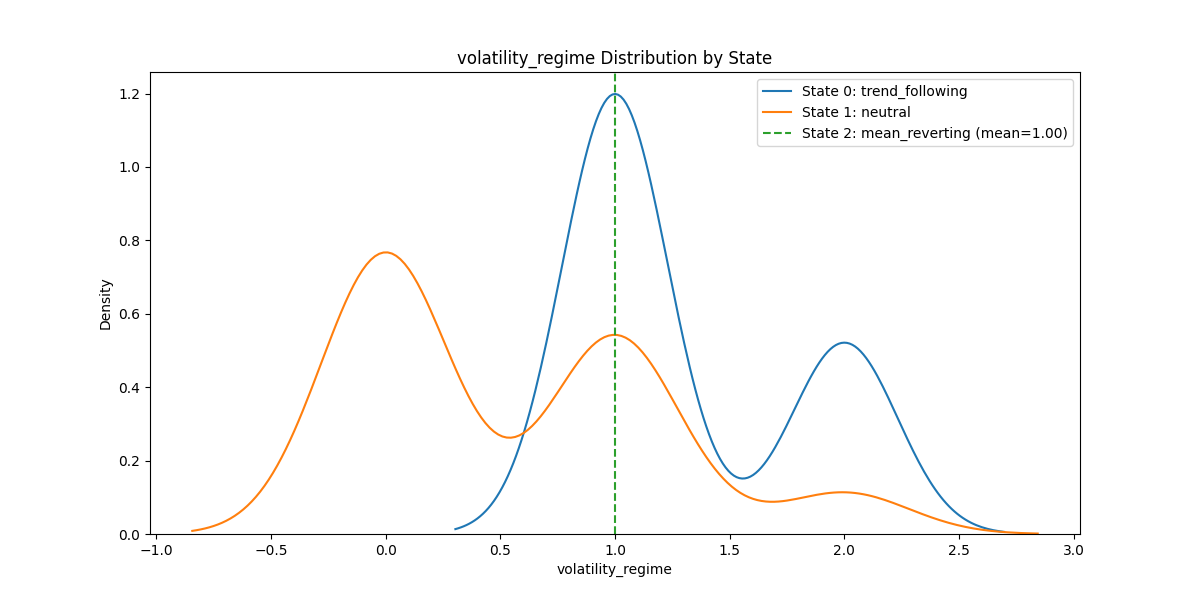 volatility_regime Distribution by State
State 0: trend_following
State 1: neutral
State 2: mean_reverting (mean=1.00)
Density
1.2
1.0
0.8
0.6
0.4
0.2
0.0
−1.0 −0.5 0.0 0.5 1.0 1.5 2.0 2.5 3.0
volatility_regime